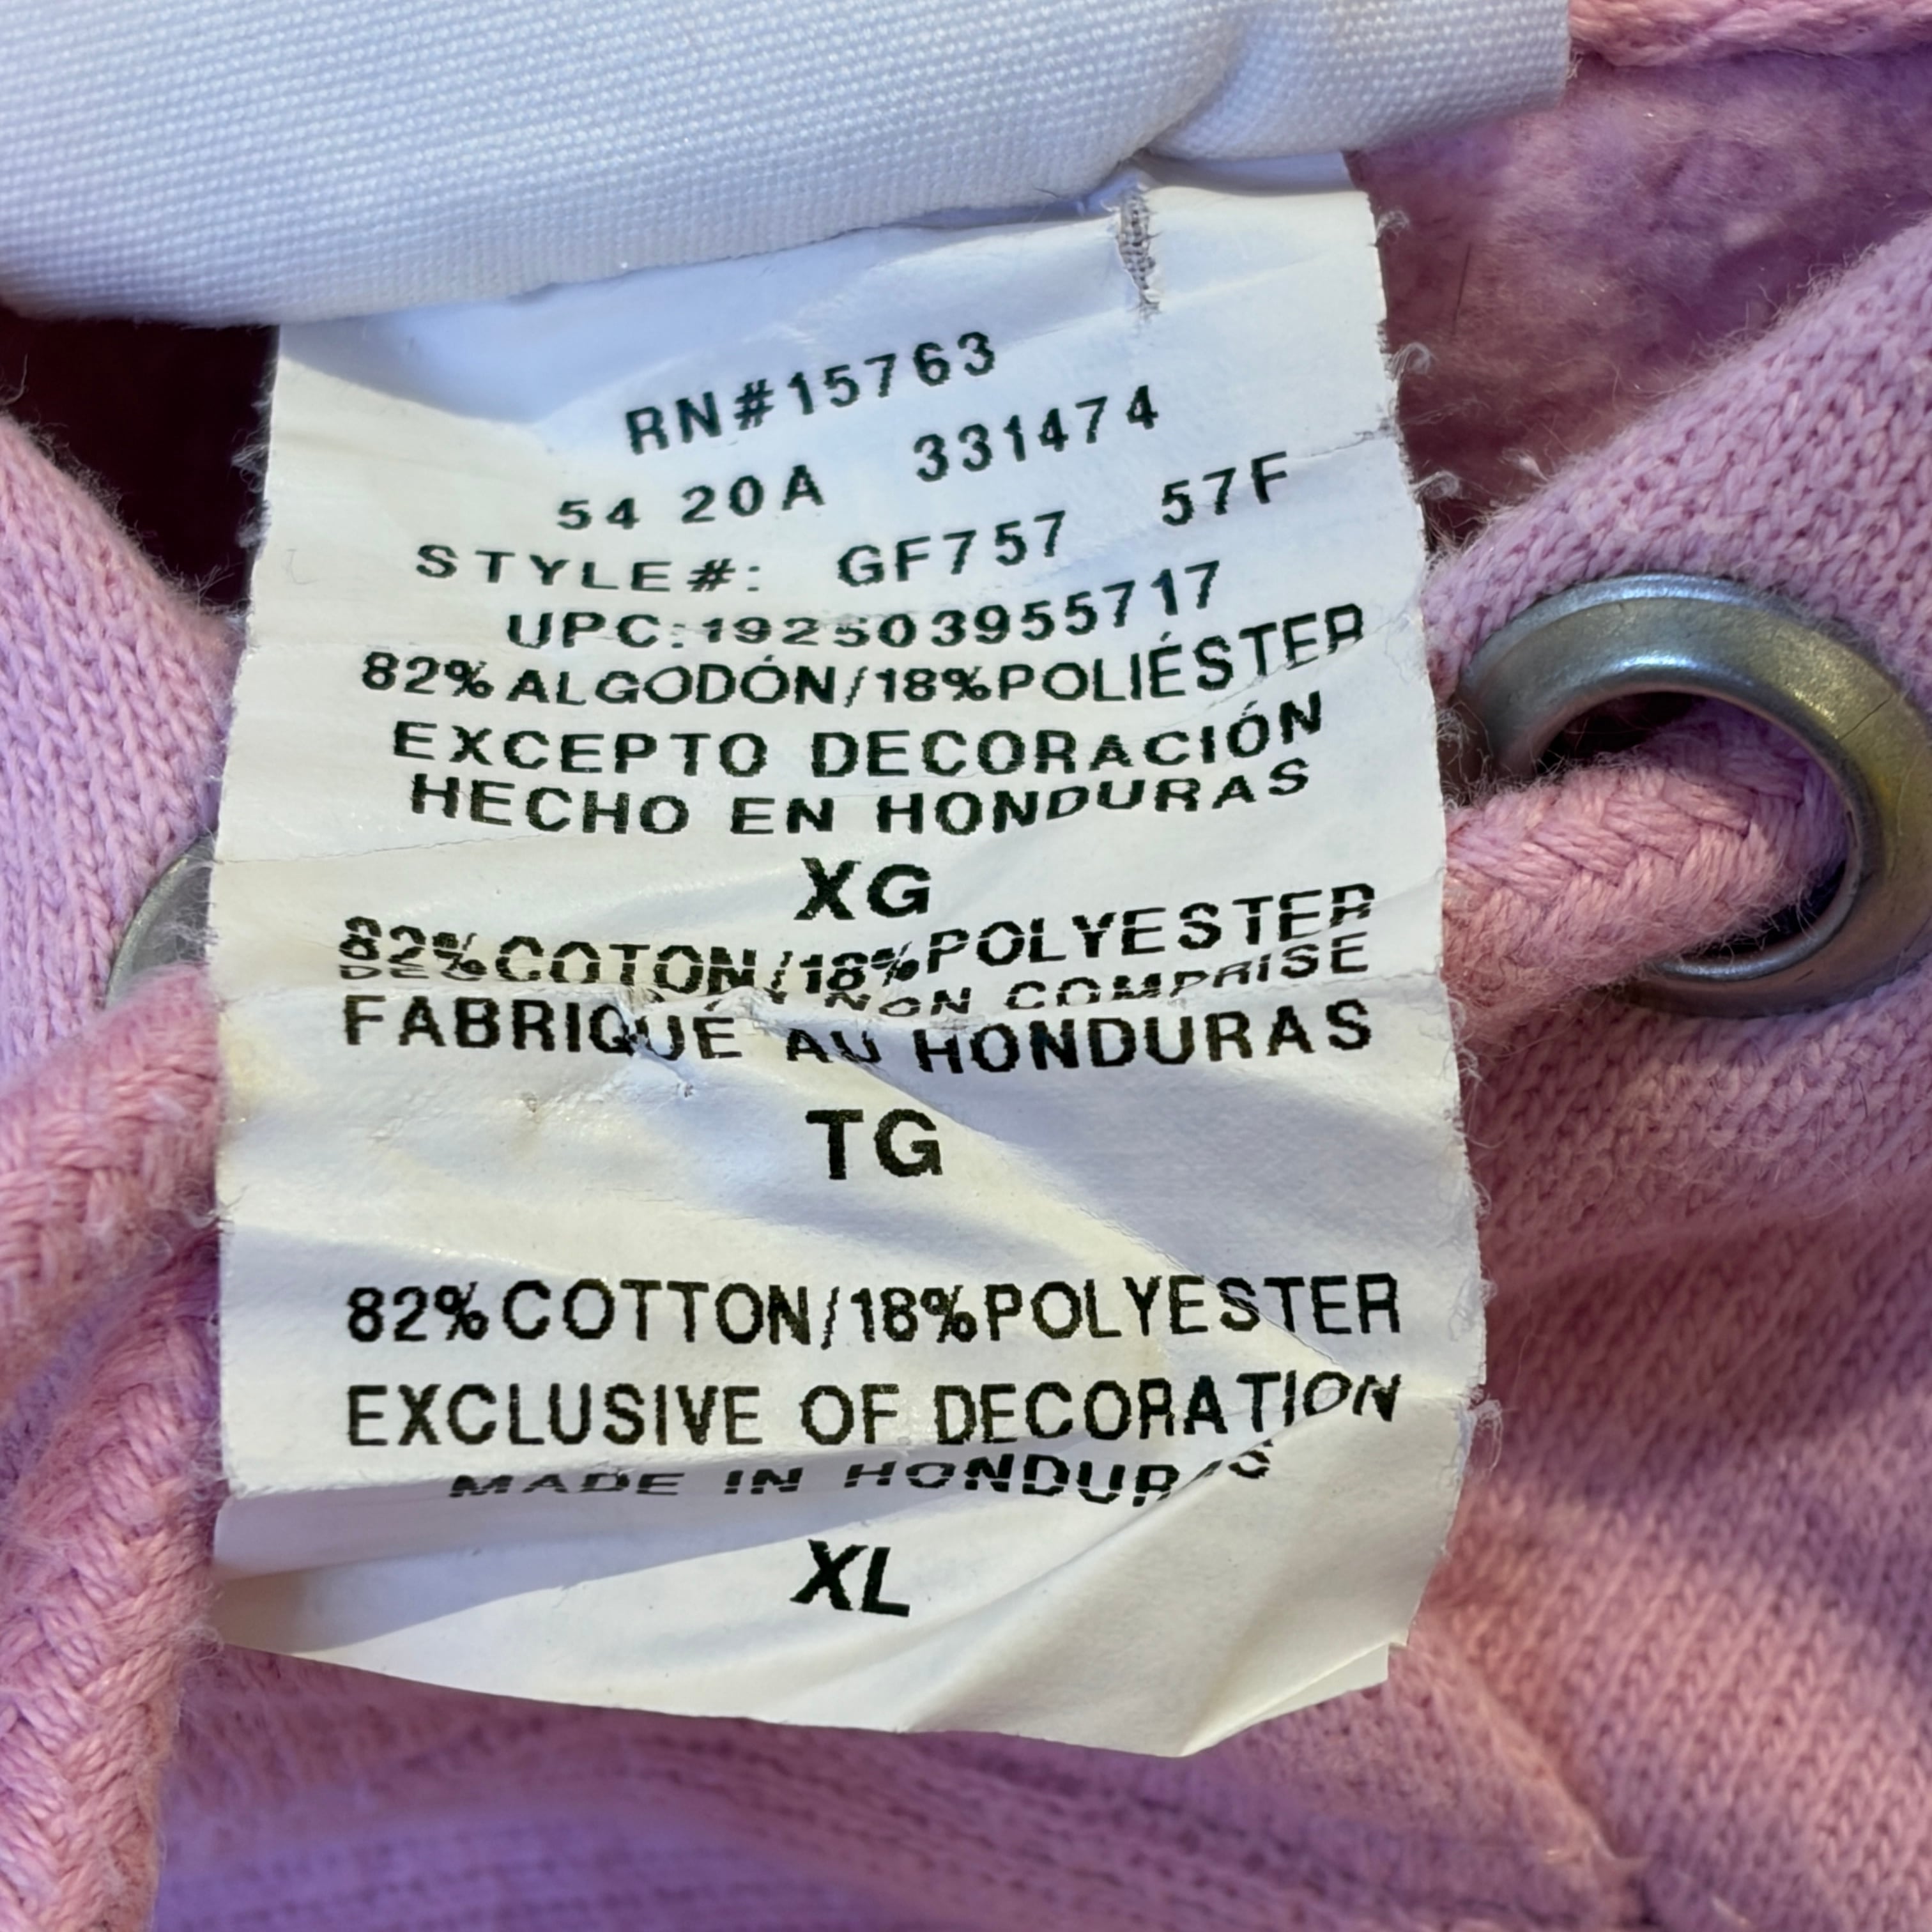 RN#15763
54 20A 331474
STYLE#: GF757 57F
UPC:192503955717
82% ALGODÓN/18%POLIÉSTER
EXCEPTO DECORACIÓN
HECHO EN HONDURAS
XG
82%COTON/18%POLYESTER
NON COMPRISE
FABRIQUÉ AU HONDURAS
TG
82%COTTON/18%POLYESTER
EXCLUSIVE OF DECORATION
MADE IN HONDURAS
XL